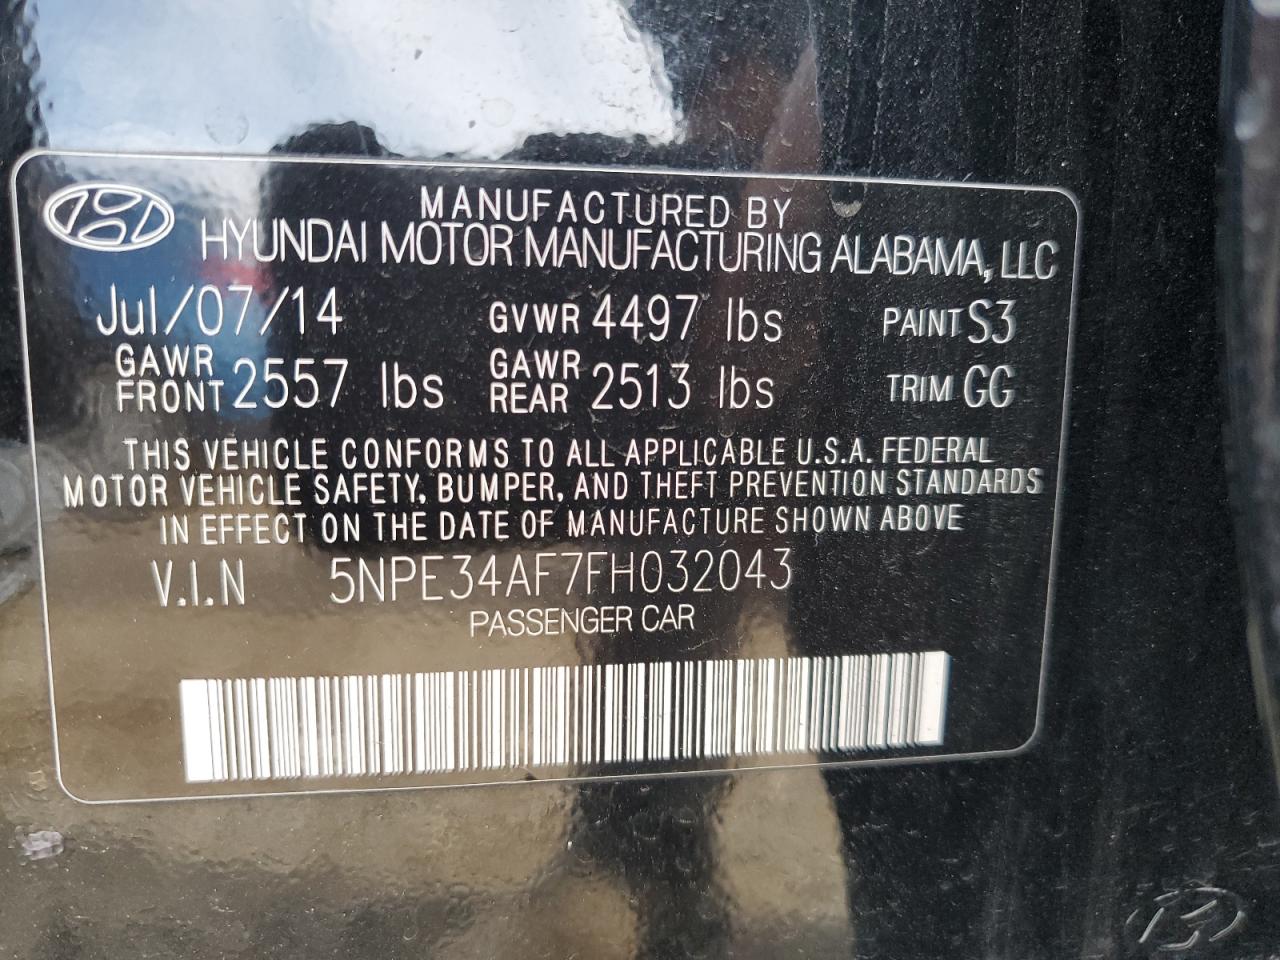 MANUFACTURED BY
HYUNDAI MOTOR MANUFACTURING ALABAMA, LLC
Jul/07/14 GVWR 4497 lbs PAINT S3
GAWR FRONT 2557 lbs GAWR REAR 2513 lbs TRIM GG
THIS VEHICLE CONFORMS TO ALL APPLICABLE U.S.A. FEDERAL
MOTOR VEHICLE SAFETY, BUMPER, AND THEFT PREVENTION STANDARDS
IN EFFECT ON THE DATE OF MANUFACTURE SHOWN ABOVE
V.I.N 5NPE34AF7FH032043
PASSENGER CAR